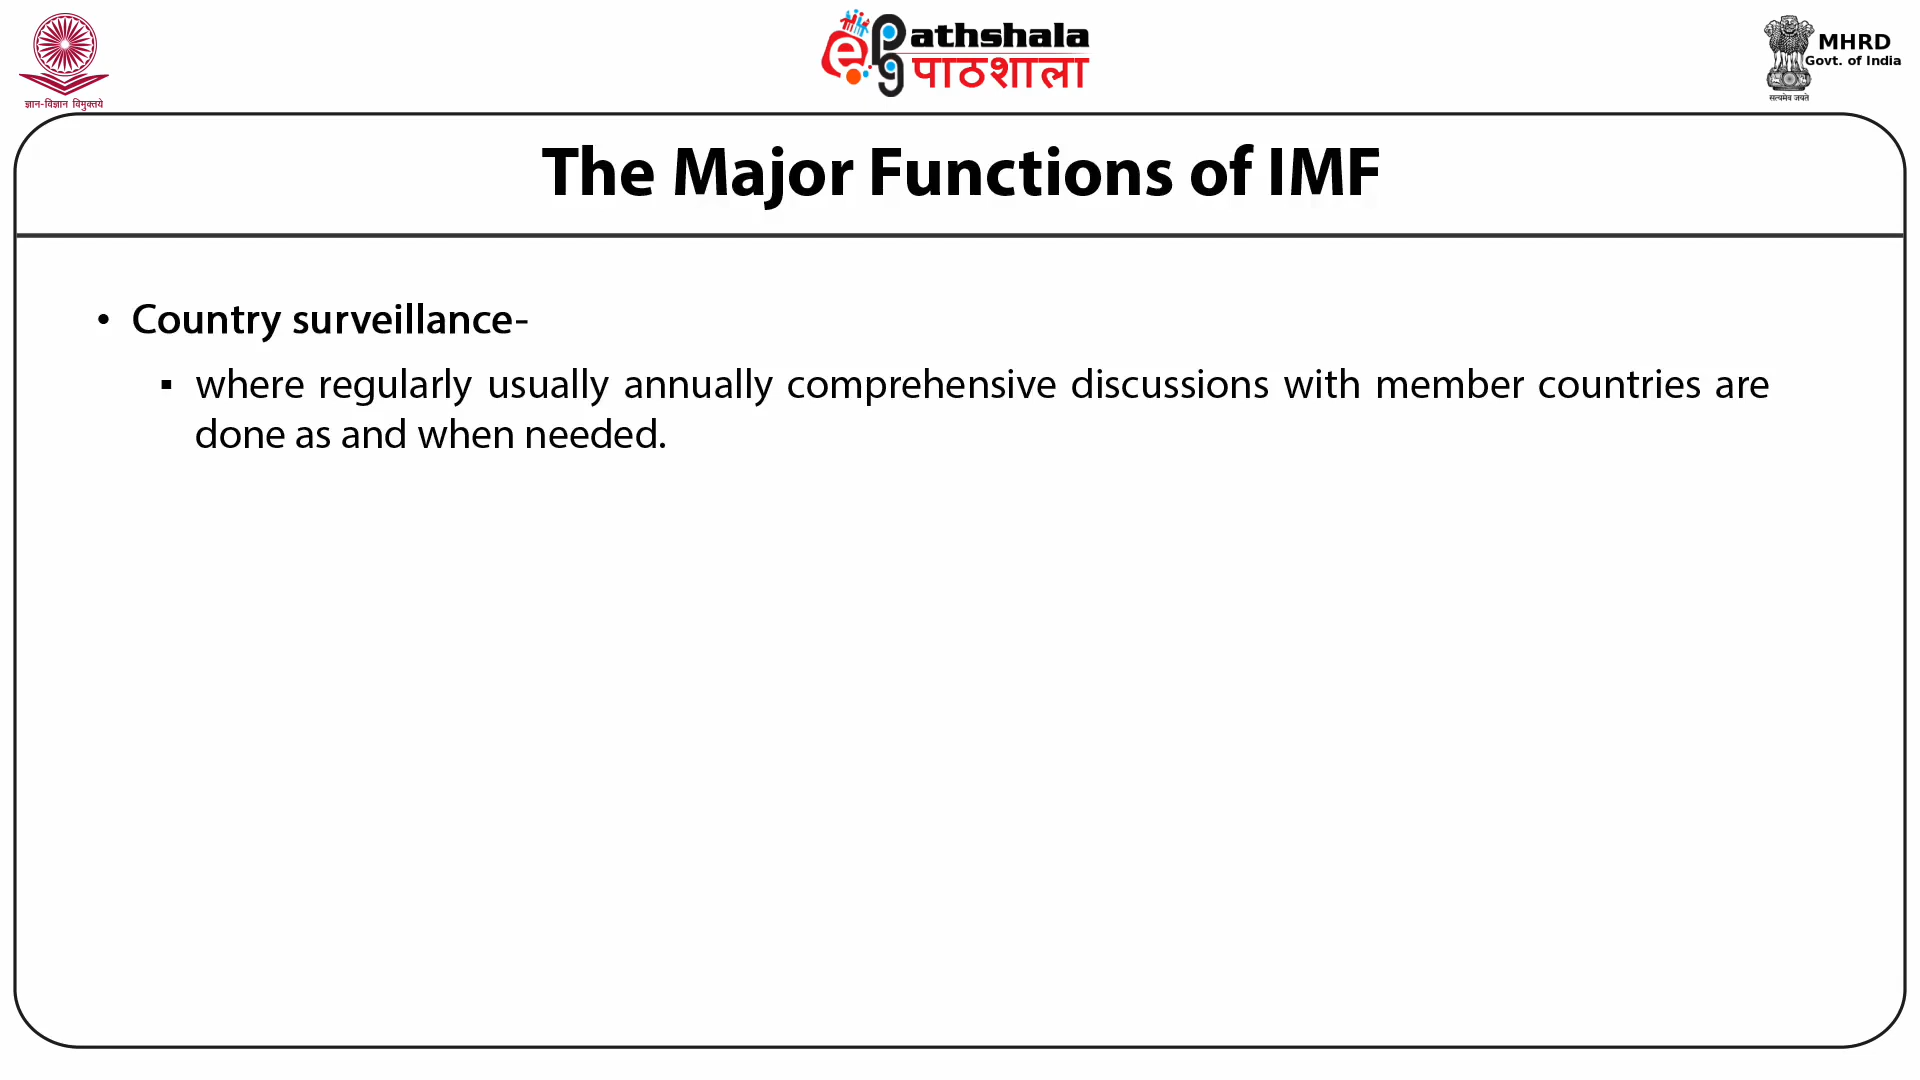 ज्ञान-विज्ञान विमुक्तये
e pg athshala
पाठशाला
MHRD
Govt. of India
सत्यमेव जयते
The Major Functions of IMF
• Country surveillance-
▪ where regularly usually annually comprehensive discussions with member countries are
done as and when needed.